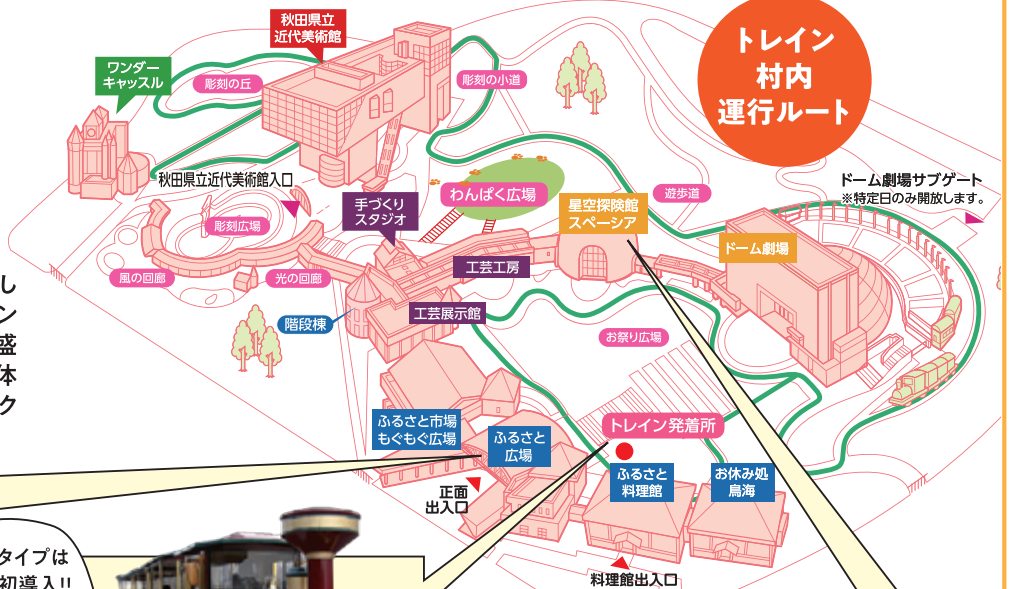 秋田県立
近代美術館
トレイン
村内
運行ルート
ワンダー
キャッスル
彫刻の丘
彫刻の小道
秋田県立近代美術館入口
わんぱく広場
手づくり
スタジオ
星空探険館
スペーシア
遊歩道
ドーム劇場サブゲート
※特定日のみ開放します。
彫刻広場
ドーム劇場
風の回廊
光の回廊
工芸工房
工芸展示館
階段棟
お祭り広場
し
ン
盛
体
ク
ふるさと市場
もぐもぐ広場
ふるさと
広場
トレイン発着所
ふるさと
料理館
お休み処
鳥海
正面
出入口
料理館出入口
タイプは
初導入!!